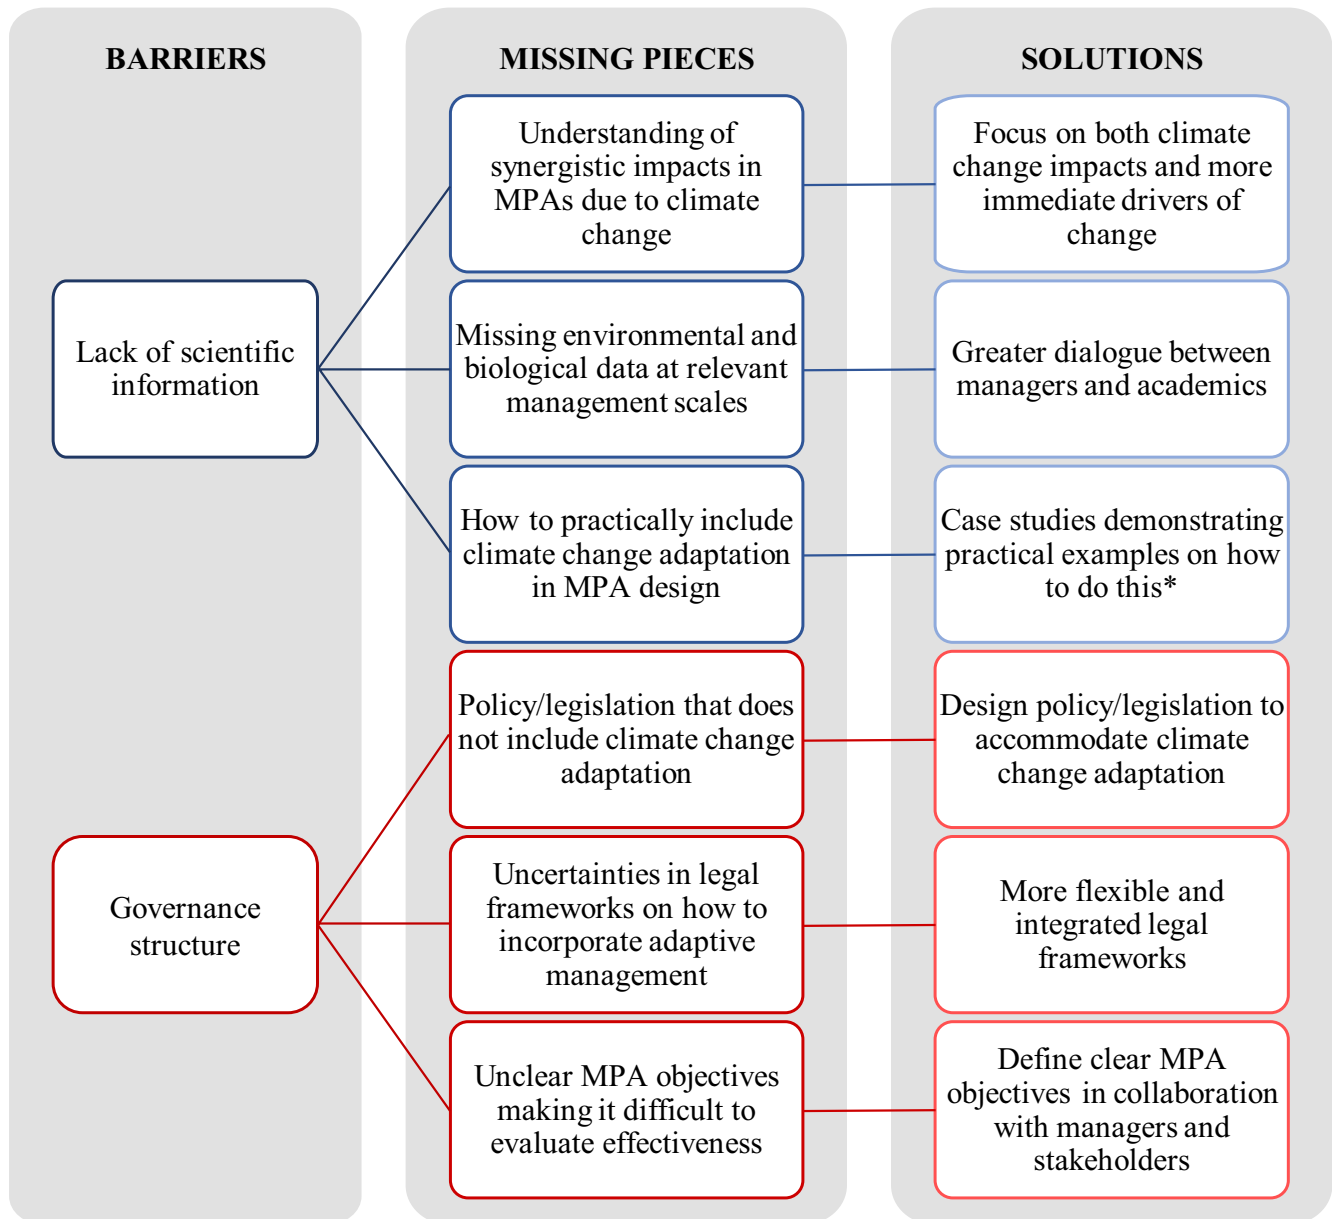 BARRIERS
MISSING PIECES
SOLUTIONS
Lack of scientific
information
Understanding of
synergistic impacts in
MPAs due to climate
change
Focus on both climate
change impacts and more
immediate drivers of
change
Missing environmental and
biological data at relevant
management scales
Greater dialogue between
managers and academics
How to practically include
climate change adaptation
in MPA design
Case studies demonstrating
practical examples on how
to do this*
Governance
structure
Policy/legislation that does
not include climate change
adaptation
Design policy/legislation to
accommodate climate
change adaptation
Uncertainties in legal
frameworks on how to
incorporate adaptive
management
More flexible and
integrated legal
frameworks
Unclear MPA objectives
making it difficult to
evaluate effectiveness
Define clear MPA
objectives in collaboration
with managers and
stakeholders